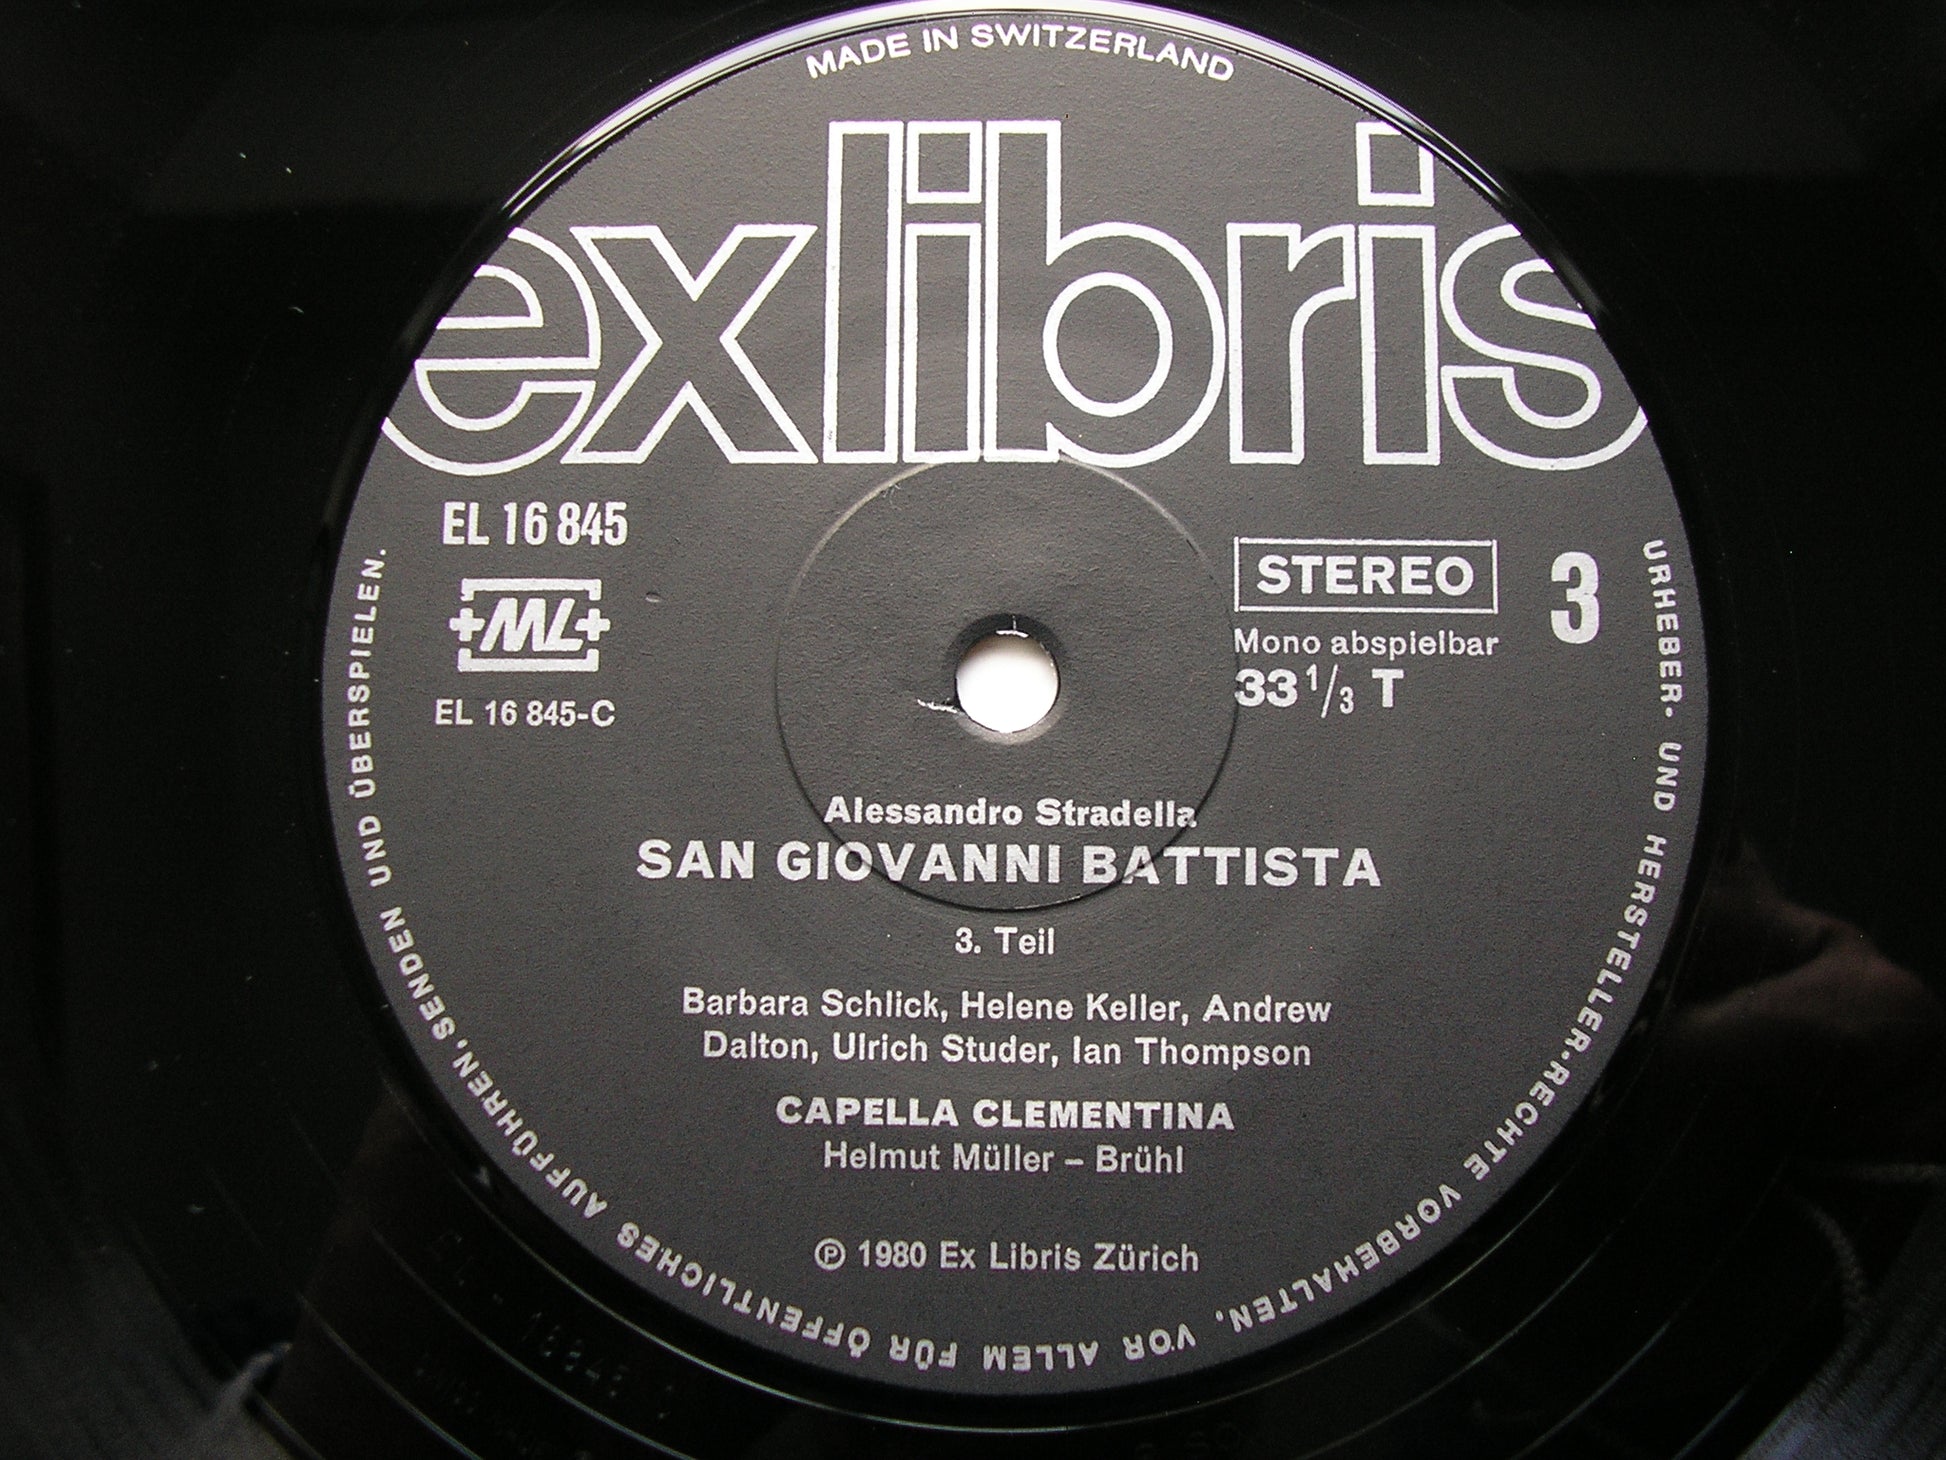 MADE IN SWITZERLAND
exlibris
EL 16 845
ML
EL 16 845-C
STEREO
3
Mono abspielbar
33 1/3 T
Alessandro Stradella
SAN GIOVANNI BATTISTA
3. Teil
Barbara Schlick, Helene Keller, Andrew
Dalton, Ulrich Studer, Ian Thompson
CAPELLA CLEMENTINA
Helmut Müller – Brühl
℗ 1980 Ex Libris Zürich
URHEBER- UND HERSTELLER-RECHTE VORBEHALTEN, VOR ALLEM FÜR ÖFFENTLICHES AUFFÜHREN, SENDEN UND ÜBERSPIELEN.